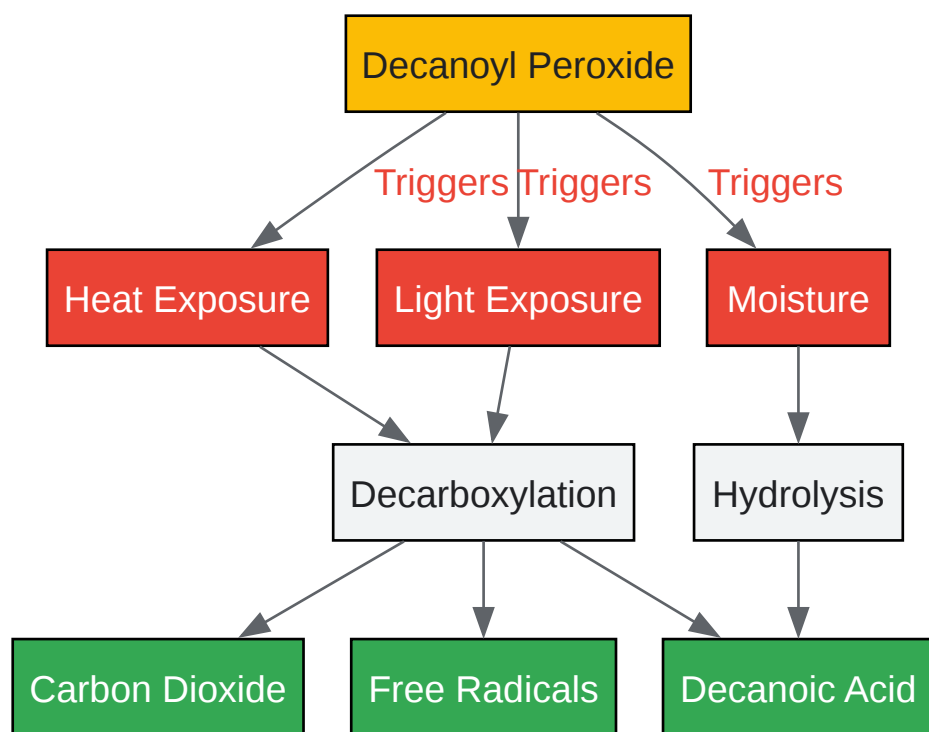 Decanoyl Peroxide
Triggers
Triggers
Triggers
Heat Exposure
Light Exposure
Moisture
Decarboxylation
Hydrolysis
Carbon Dioxide
Free Radicals
Decanoic Acid